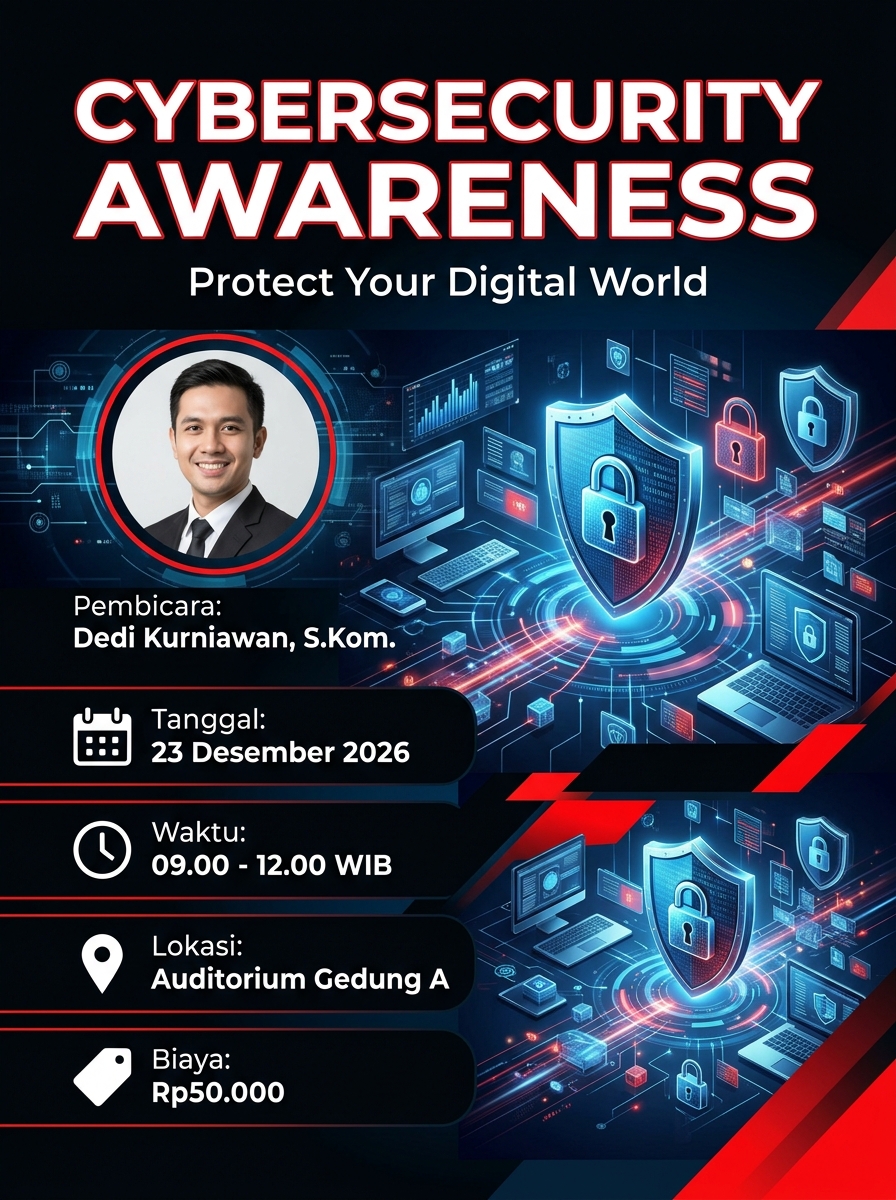 CYBERSECURITY
AWARENESS
Protect Your Digital World
Pembicara:
Dedi Kurniawan, S.Kom.
Tanggal:
23 Desember 2026
Waktu:
09.00 - 12.00 WIB
Lokasi:
Auditorium Gedung A
Biaya:
Rp50.000